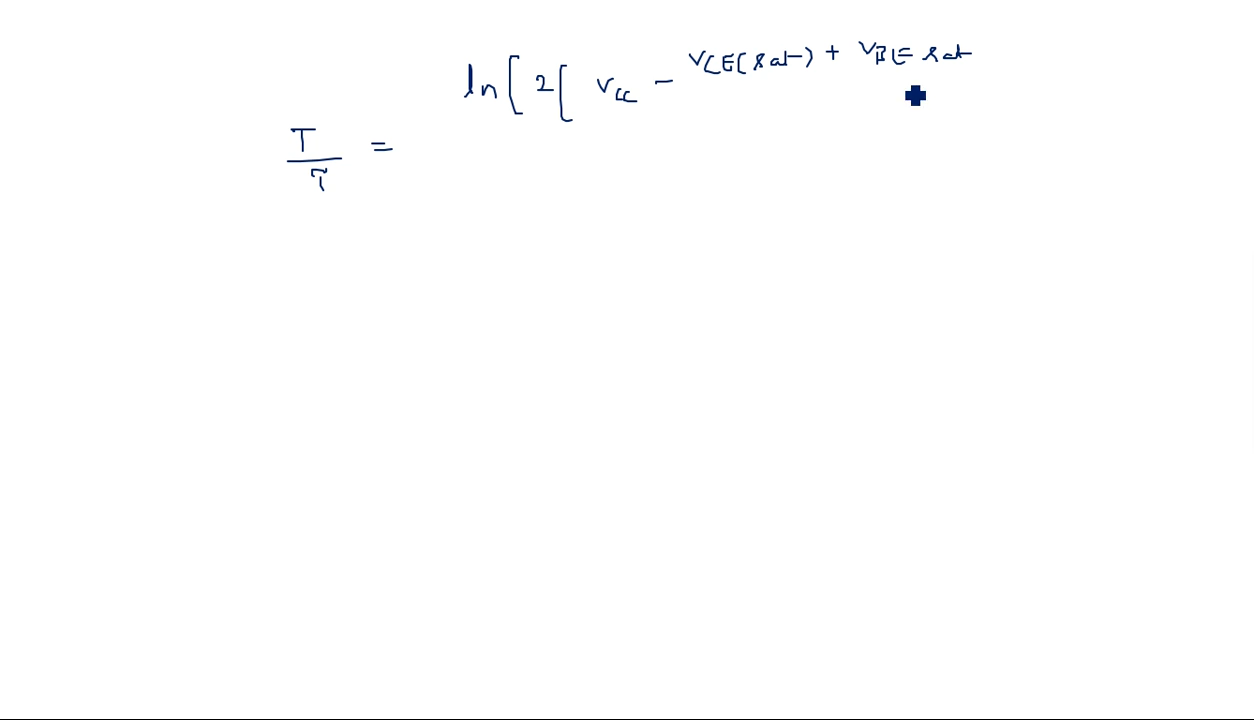 ln [ 2 [ VCC - VCE(sat) + VBE sat
T / τ =